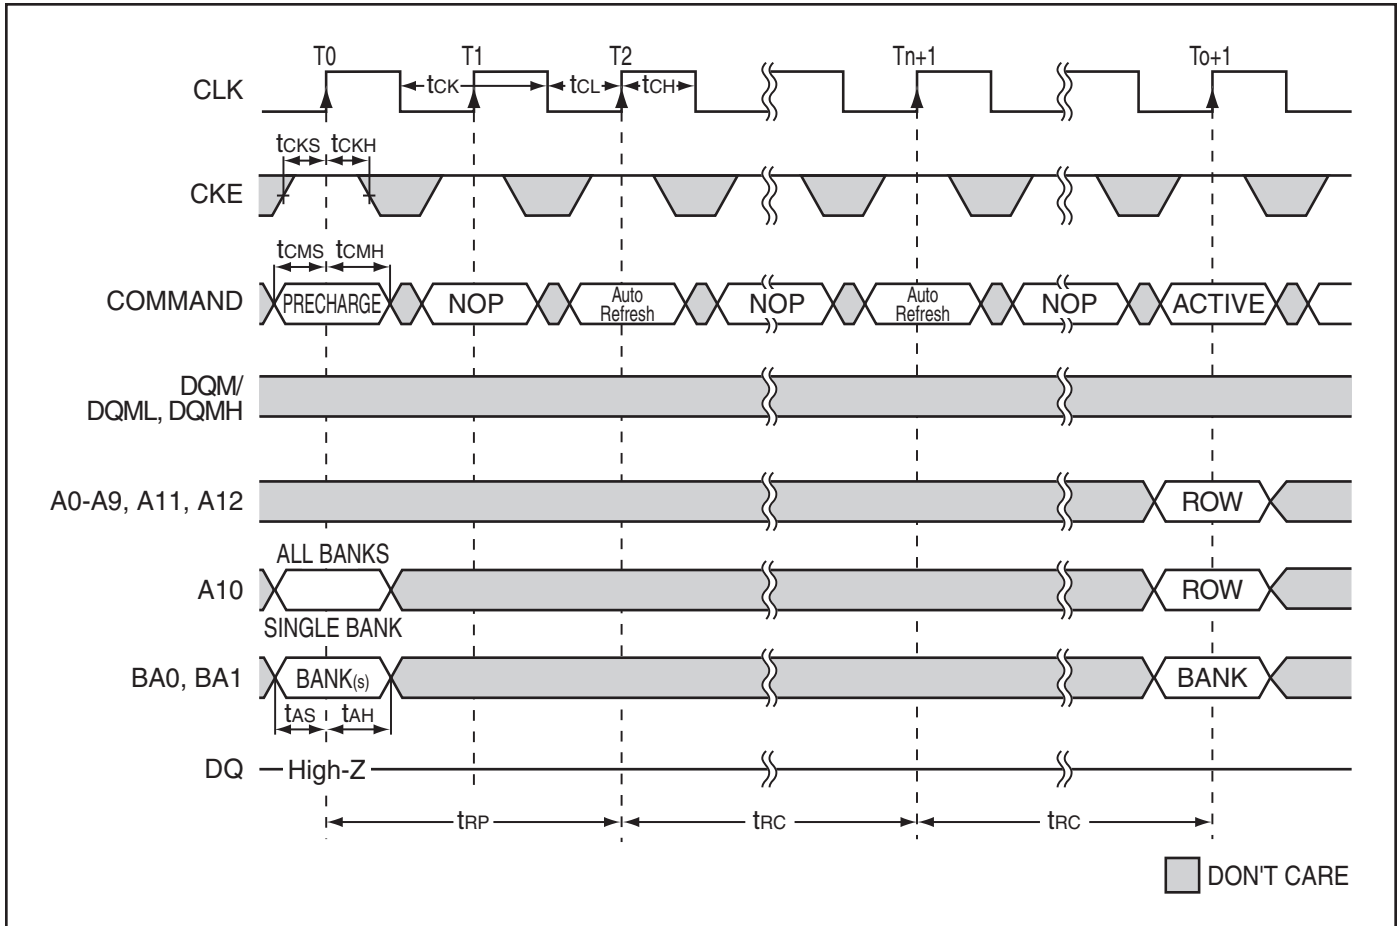 T0 T1 T2 Tn+1 To+1
CLK tCK tCL tCH
tCKS tCKH
CKE
tCMS tCMH
COMMAND PRECHARGE NOP Auto Refresh NOP Auto Refresh NOP ACTIVE
DQM/
DQML, DQMH
A0-A9, A11, A12 ROW
ALL BANKS
A10 ROW
SINGLE BANK
BA0, BA1 BANK(s) BANK
tAS tAH
DQ High-Z
tRP tRC tRC
DON'T CARE